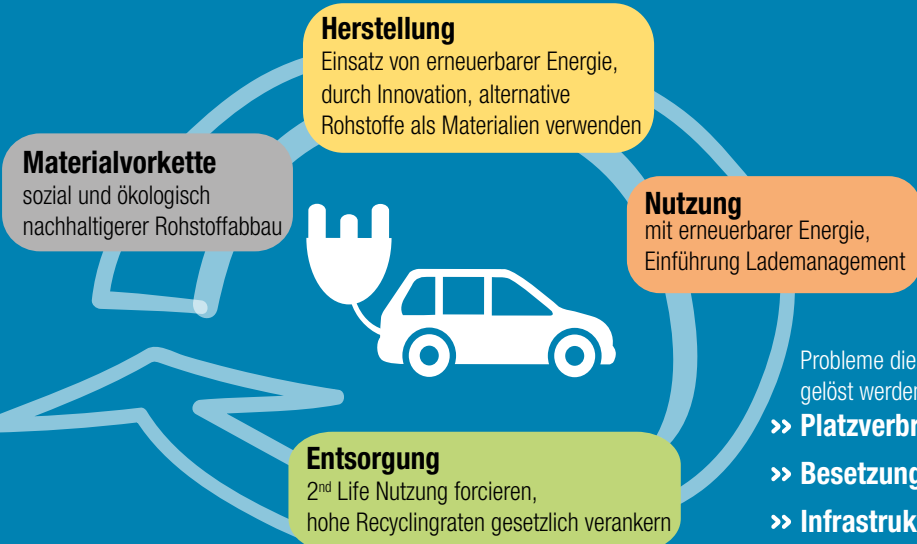 Herstellung
Einsatz von erneuerbarer Energie,
durch Innovation, alternative
Rohstoffe als Materialien verwenden
Materialvorkette
sozial und ökologisch
nachhaltigerer Rohstoffabbau
Nutzung
mit erneuerbarer Energie,
Einführung Lademanagement
Probleme die
gelöst werden
>> Platzverbr
>> Besetzung
>> Infrastruk
Entsorgung
2nd Life Nutzung forcieren,
hohe Recyclingraten gesetzlich verankern